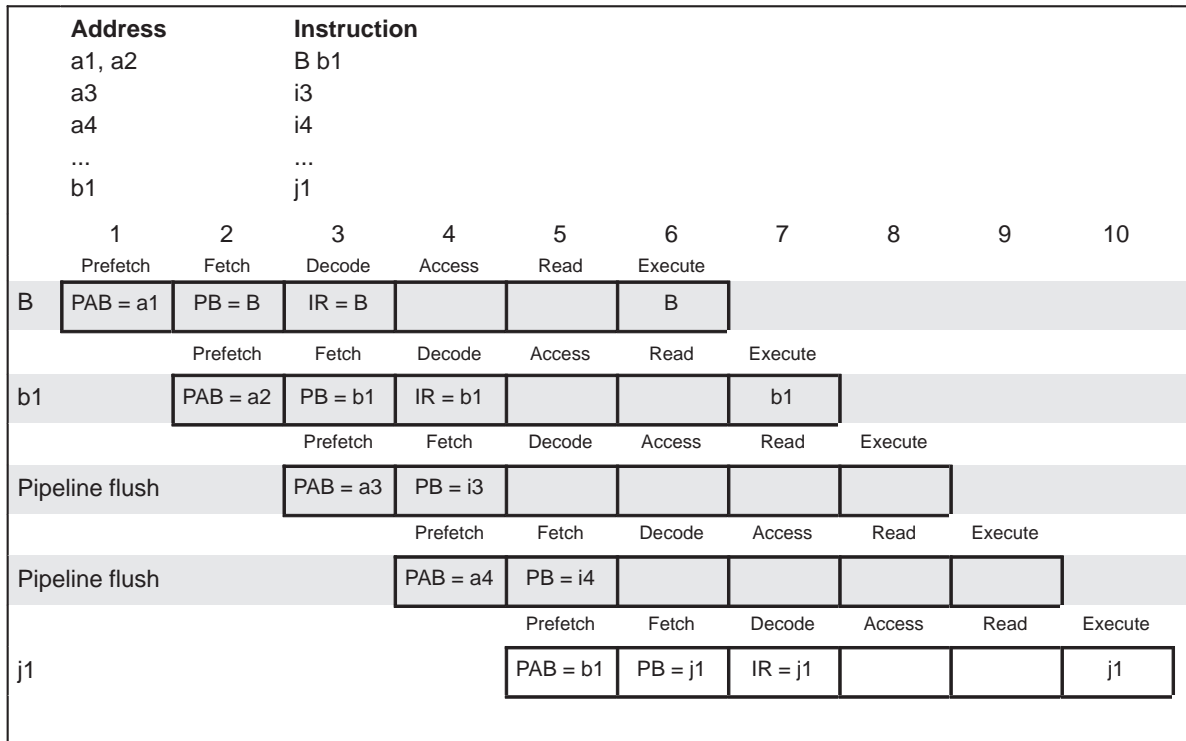 Address Instruction
a1, a2 B b1
a3 i3
a4 i4
... ...
b1 j1
1 2 3 4 5 6 7 8 9 10
Prefetch Fetch Decode Access Read Execute
B PAB = a1 PB = B IR = B B
Prefetch Fetch Decode Access Read Execute
b1 PAB = a2 PB = b1 IR = b1 b1
Prefetch Fetch Decode Access Read Execute
Pipeline flush PAB = a3 PB = i3
Prefetch Fetch Decode Access Read Execute
Pipeline flush PAB = a4 PB = i4
Prefetch Fetch Decode Access Read Execute
j1 PAB = b1 PB = j1 IR = j1 j1